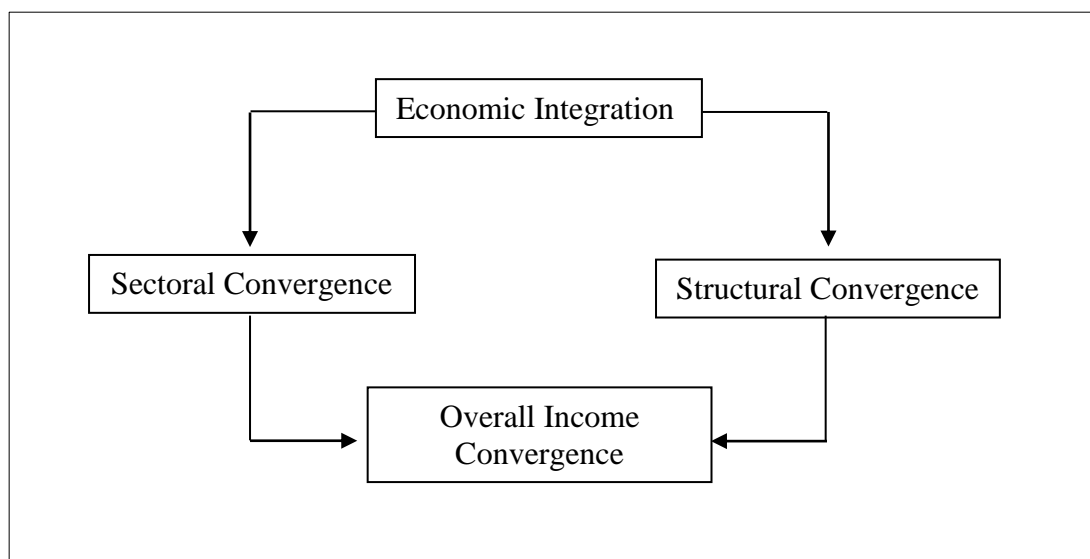 Economic Integration
Sectoral Convergence
Structural Convergence
Overall Income
Convergence